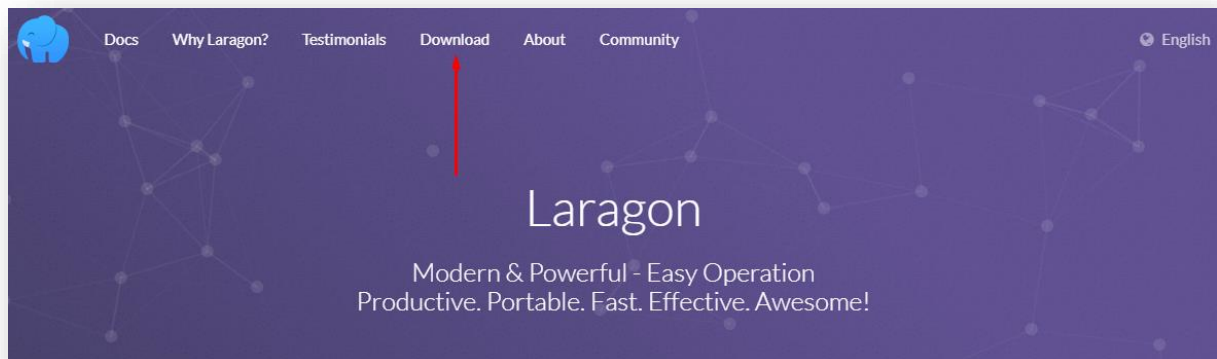 Docs Why Laragon? Testimonials Download About Community English
Laragon
Modern & Powerful - Easy Operation
Productive. Portable. Fast. Effective. Awesome!